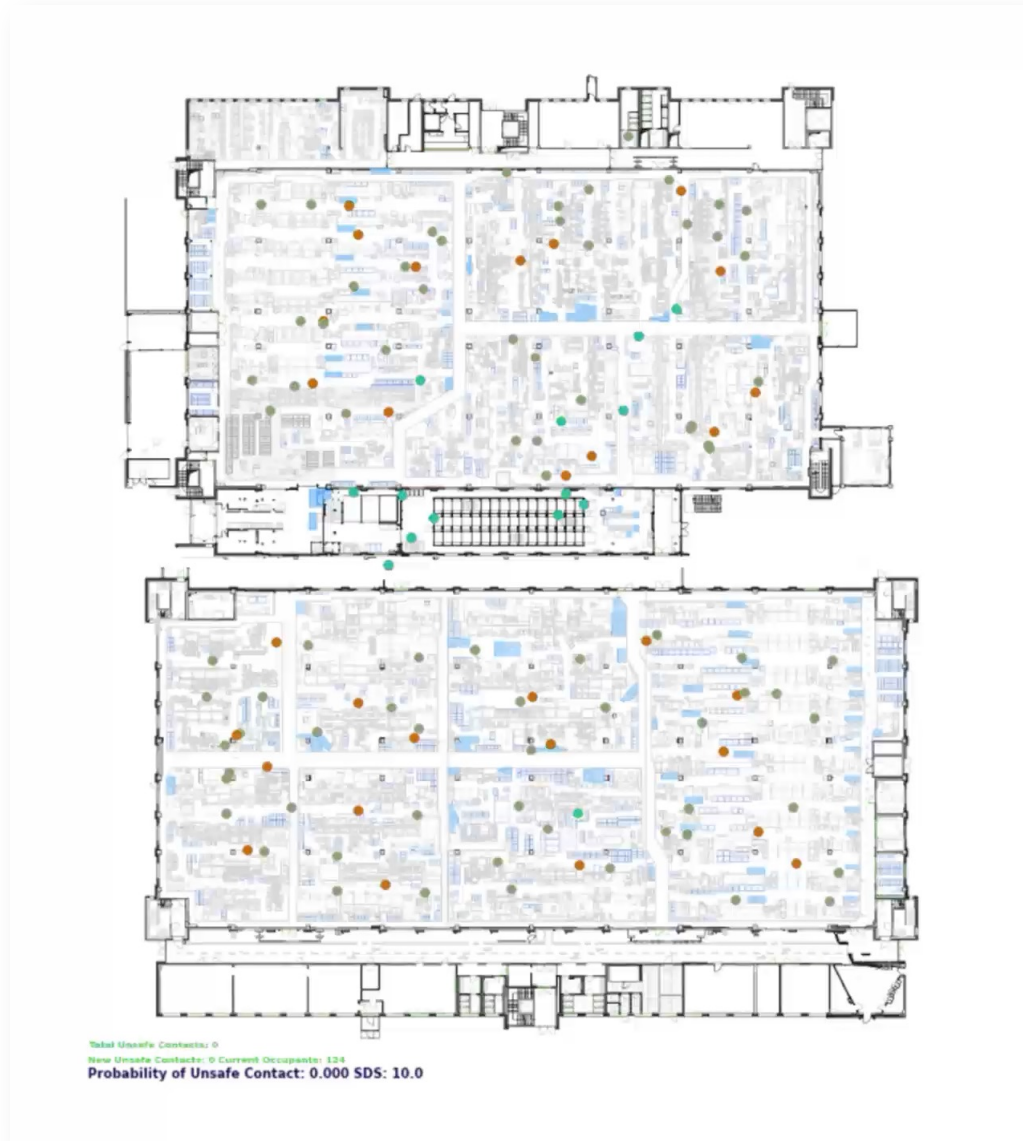 Total Unsafe Contacts: 0
New Unsafe Contacts: 0 Current Occupants: 124
Probability of Unsafe Contact: 0.000 SDS: 10.0